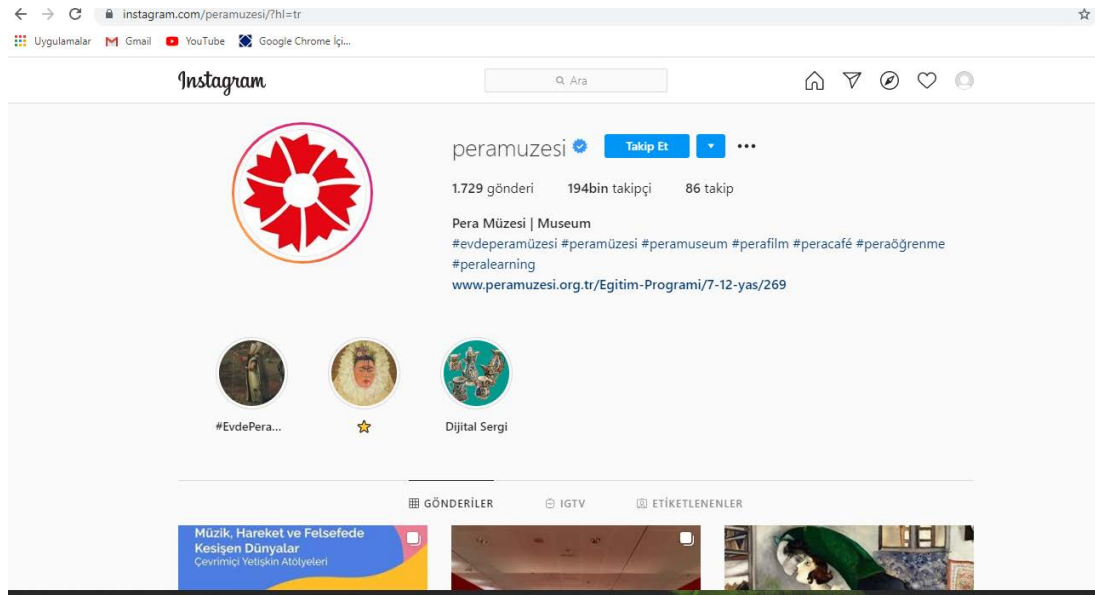 instagram.com/peramuzesi/?hl=tr
Uygulamalar Gmail YouTube Google Chrome İçi...
Instagram Ara
peramuzesi Takip Et
1.729 gönderi 194bin takipçi 86 takip
Pera Müzesi | Museum
#evdeperamüzesi #peramüzesi #peramuseum #perafilm #peracafé #peraöğrenme
#peralearning
www.peramuzesi.org.tr/Egitim-Programi/7-12-yas/269
#EvdePera... Dijital Sergi
GÖNDERİLER IGTV ETİKETLENENLER
Müzik, Hareket ve Felsefede
Kesişen Dünyalar
Çevrimiçi Yetişkin Atölyeleri